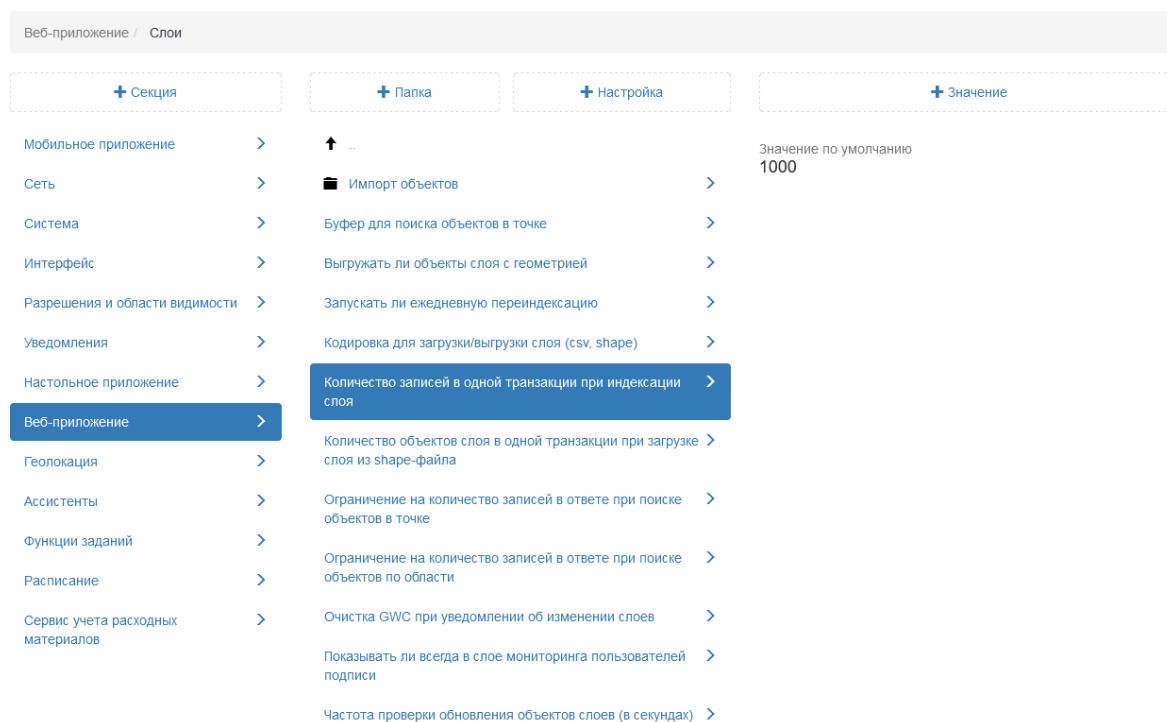 Веб-приложение / Слои
+ Секция
Мобильное приложение
Сеть
Система
Интерфейс
Разрешения и области видимости
Уведомления
Настольное приложение
Веб-приложение
Геолокация
Ассистенты
Функции заданий
Расписание
Сервис учета расходных
материалов
+ Папка
+ Настройка
..
Импорт объектов
Буфер для поиска объектов в точке
Выгружать ли объекты слоя с геометрией
Запускать ли ежедневную переиндексацию
Кодировка для загрузки/выгрузки слоя (csv, shape)
Количество записей в одной транзакции при индексации
слоя
Количество объектов слоя в одной транзакции при загрузке
слоя из shape-файла
Ограничение на количество записей в ответе при поиске
объектов в точке
Ограничение на количество записей в ответе при поиске
объектов по области
Очистка GWC при уведомлении об изменении слоев
Показывать ли всегда в слое мониторинга пользователей
подписи
Частота проверки обновления объектов слоев (в секундах)
+ Значение
Значение по умолчанию
1000